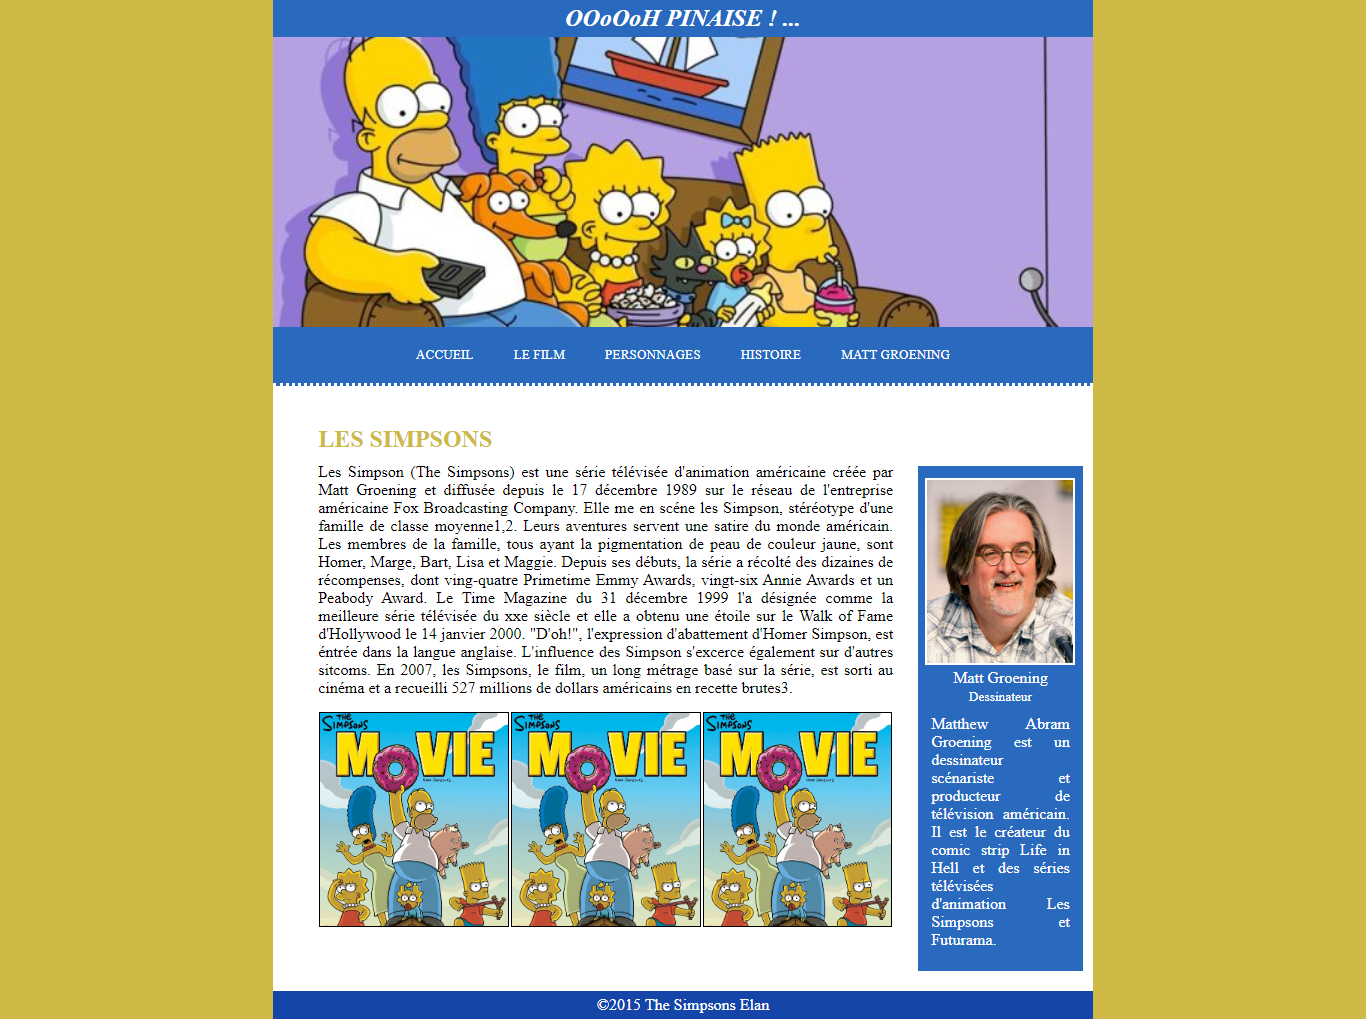 OOoOoH PINAISE ! ...
ACCUEIL LE FILM PERSONNAGES HISTOIRE MATT GROENING
LES SIMPSONS
Les Simpson (The Simpsons) est une série télévisée d'animation américaine créée par
Matt Groening et diffusée depuis le 17 décembre 1989 sur le réseau de l'entreprise
américaine Fox Broadcasting Company. Elle me en scéne les Simpson, stéréotype d'une
famille de classe moyenne1,2. Leurs aventures servent une satire du monde américain.
Les membres de la famille, tous ayant la pigmentation de peau de couleur jaune, sont
Homer, Marge, Bart, Lisa et Maggie. Depuis ses débuts, la série a récolté des dizaines de
récompenses, dont ving-quatre Primetime Emmy Awards, vingt-six Annie Awards et un
Peabody Award. Le Time Magazine du 31 décembre 1999 l'a désignée comme la
meilleure série télévisée du xxe siècle et elle a obtenu une étoile sur le Walk of Fame
d'Hollywood le 14 janvier 2000. "D'oh!", l'expression d'abattement d'Homer Simpson, est
éntrée dans la langue anglaise. L'influence des Simpson s'excerce également sur d'autres
sitcoms. En 2007, les Simpsons, le film, un long métrage basé sur la série, est sorti au
cinéma et a recueilli 527 millions de dollars américains en recette brutes3.
THE SIMPSONS MOVIE
THE SIMPSONS MOVIE
THE SIMPSONS MOVIE
Matt Groening
Dessinateur
Matthew Abram
Groening est un
dessinateur
scénariste et
producteur de
télévision américain.
Il est le créateur du
comic strip Life in
Hell et des séries
télévisées
d'animation Les
Simpsons et
Futurama.
©2015 The Simpsons Elan